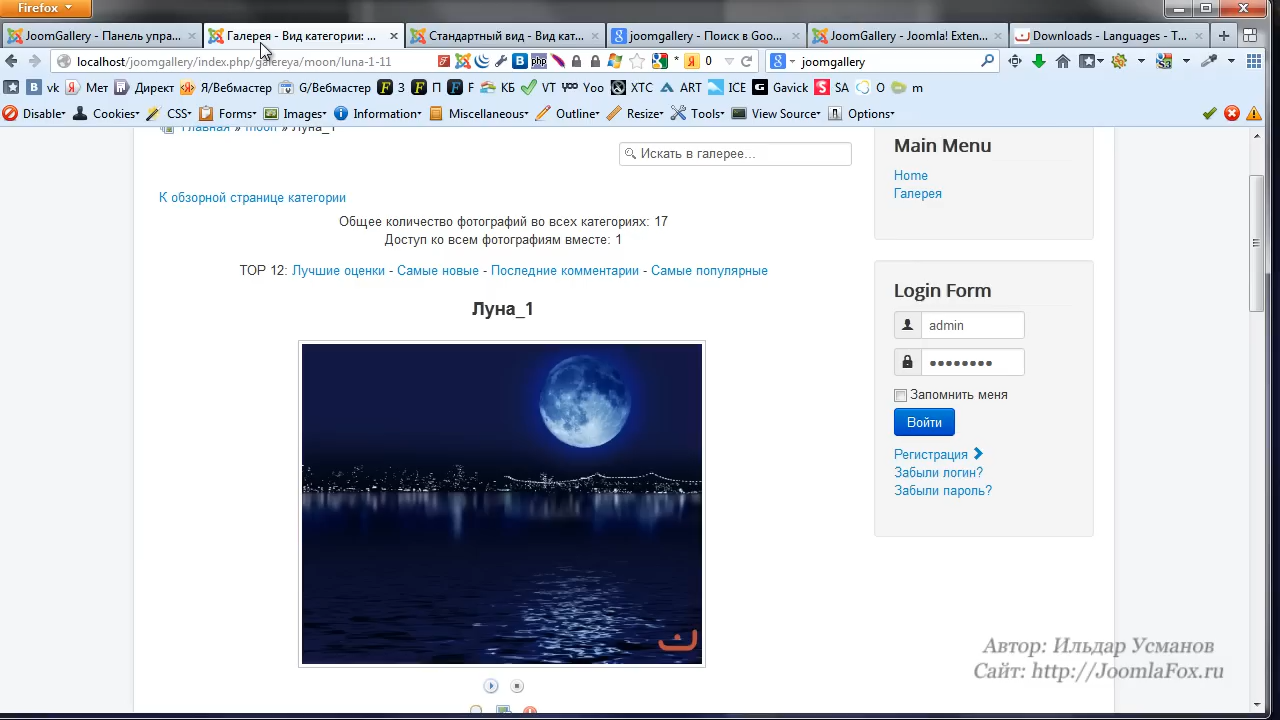 Firefox
JoomGallery - Панель упра...
Галерея - Вид категории: ...
Стандартный вид - Вид кат...
joomgallery - Поиск в Goo...
JoomGallery - Joomla! Exten...
Downloads - Languages - T...
localhost/joomgallery/index.php/galereya/moon/luna-1-11
0
joomgallery
vk Мет Директ Я/Вебмастер G/Вебмастер З П F КБ VT Yoo XTC ART ICE Gavick SA O m
Disable Cookies CSS Forms Images Information Miscellaneous Outline Resize Tools View Source Options
Главная » moon » Луна_1
Искать в галерее...
К обзорной странице категории
Общее количество фотографий во всех категориях: 17
Доступ ко всем фотографиям вместе: 1
TOP 12: Лучшие оценки - Самые новые - Последние комментарии - Самые популярные
Луна_1
Main Menu
Home
Галерея
Login Form
admin
Запомнить меня
Войти
Регистрация
Забыли логин?
Забыли пароль?
Автор: Ильдар Усманов
Сайт: http://JoomlaFox.ru